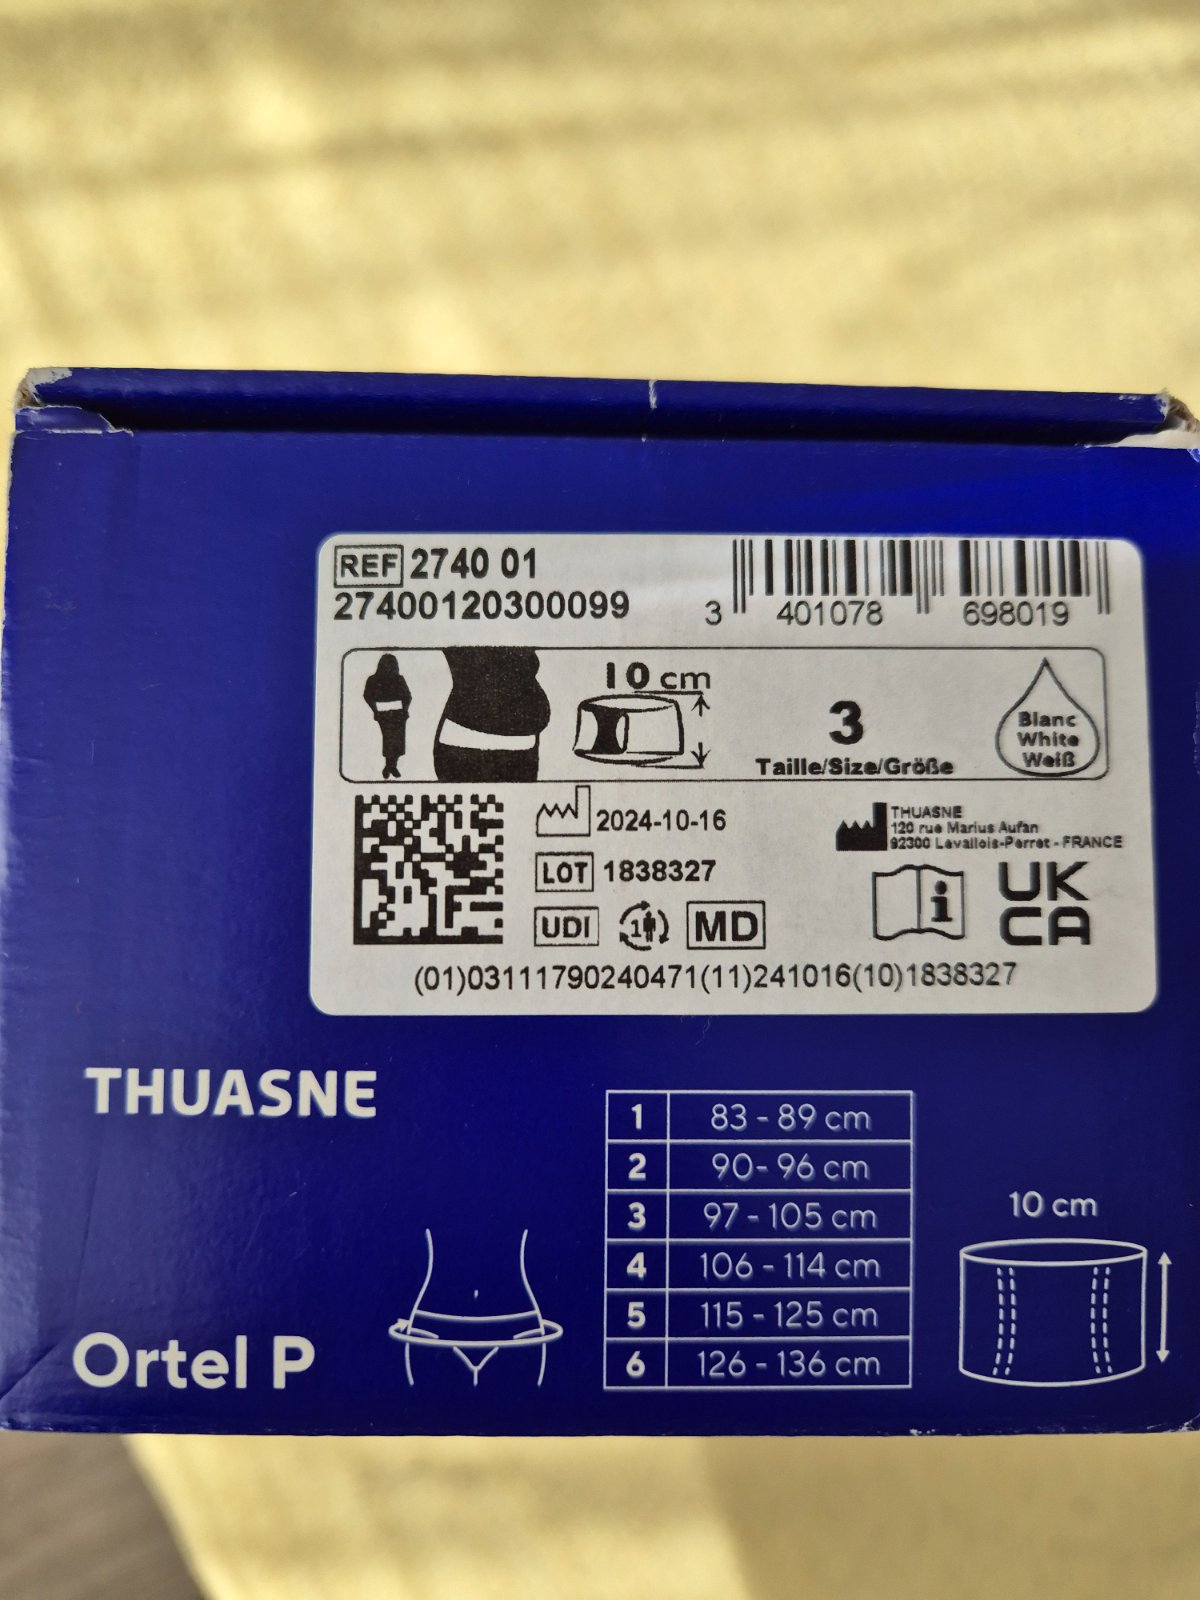 REF 2740 01
27400120300099
3 401078 698019
10 cm
3
Taille/Size/Größe
Blanc
White
Weiß
2024-10-16
LOT 1838327
UDI 1 MD
THUASNE
120 rue Marius Aufan
92300 Levallois-Perret - FRANCE
i
UK
CA
(01)03111790240471(11)241016(10)1838327
THUASNE
Ortel P
1 83 - 89 cm
2 90- 96 cm
3 97 - 105 cm
4 106 - 114 cm
5 115 - 125 cm
6 126 - 136 cm
10 cm